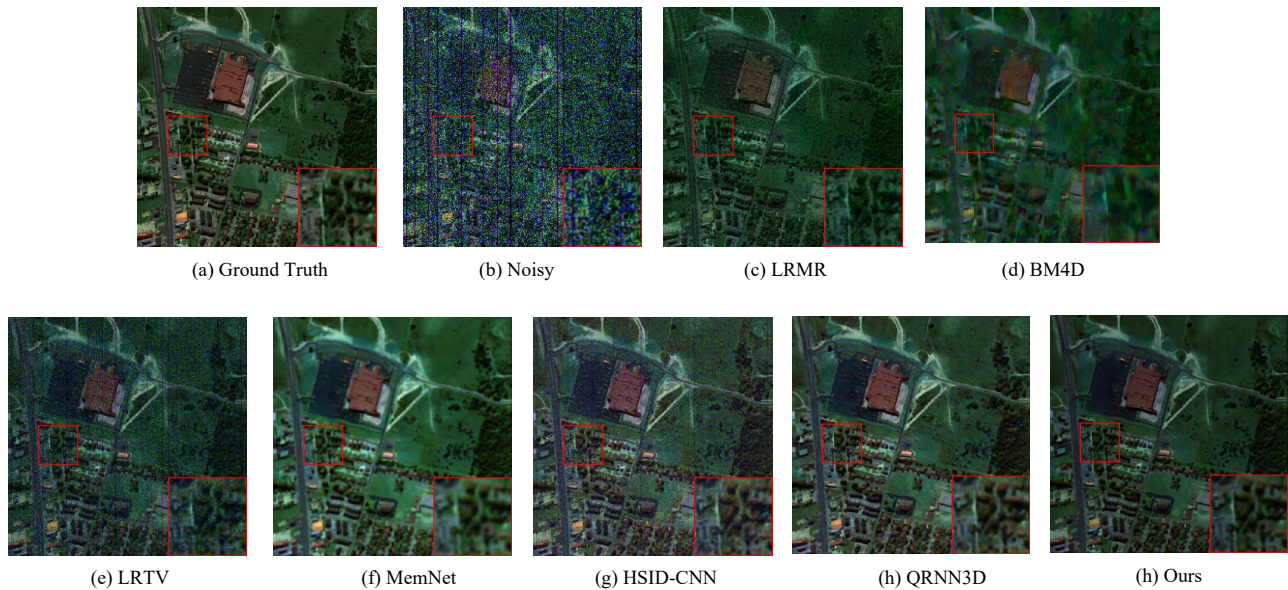 (a) Ground Truth
(b) Noisy
(c) LRMR
(d) BM4D
(e) LRTV
(f) MemNet
(g) HSID-CNN
(h) QRNN3D
(h) Ours